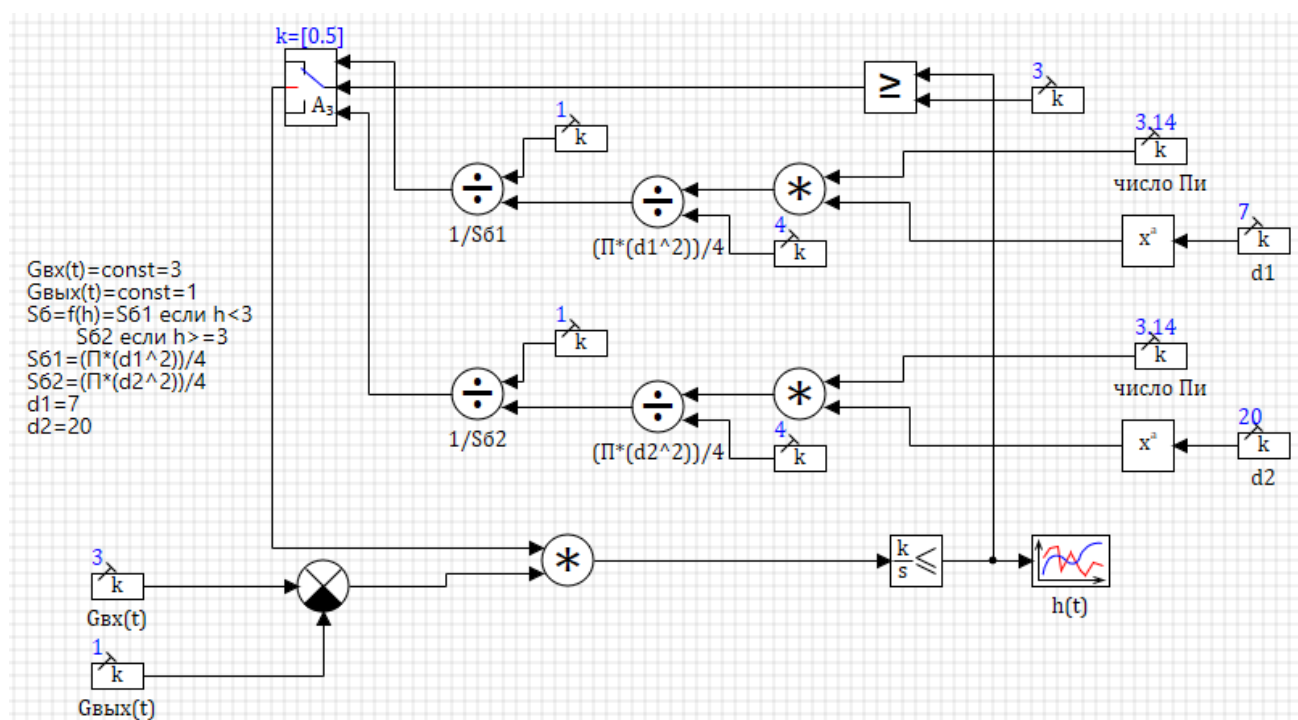 k=[0.5]
A₃
≥
3
k
1
k
3,14
k
число Пи
÷
1/Sб1
÷
(П*(d1^2))/4
*
4
k
xᵃ
7
k
d1
Gвх(t)=const=3
Gвых(t)=const=1
Sб=f(h)=Sб1 если h<3
Sб2 если h>=3
Sб1=(П*(d1^2))/4
Sб2=(П*(d2^2))/4
d1=7
d2=20
1
k
3,14
k
число Пи
÷
1/Sб2
÷
(П*(d2^2))/4
*
4
k
xᵃ
20
k
d2
3
k
Gвх(t)
*
k
s
≤
h(t)
1
k
Gвых(t)